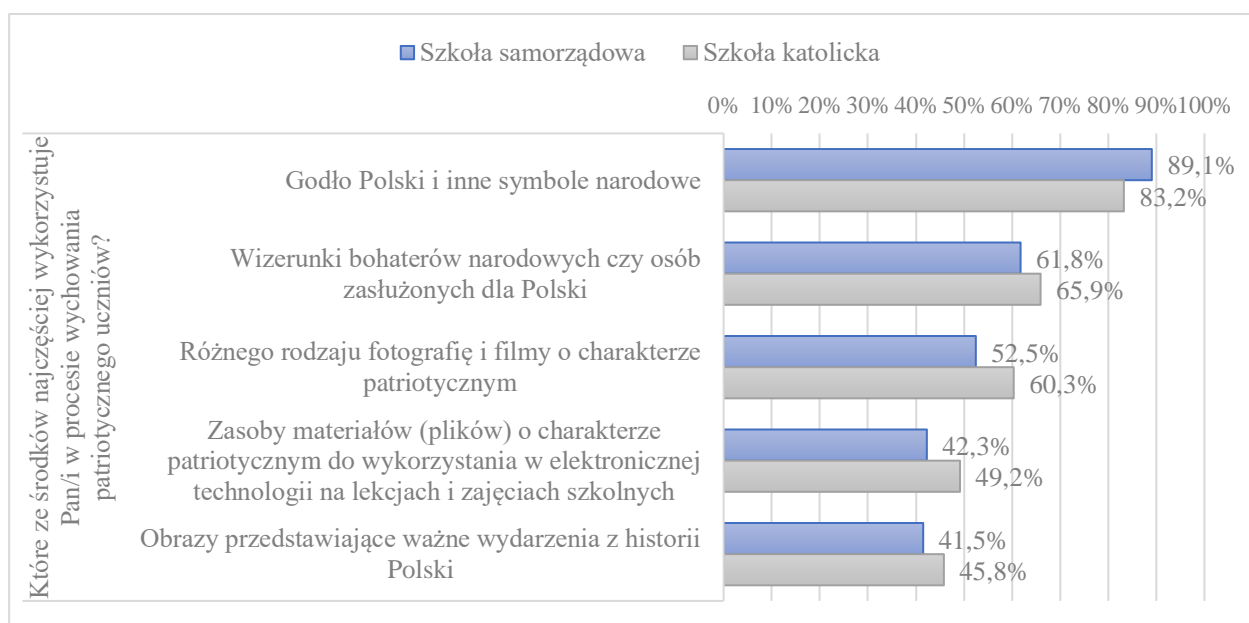 Szkoła samorządowa Szkoła katolicka
0% 10% 20% 30% 40% 50% 60% 70% 80% 90% 100%
Które ze środków najczęściej wykorzystuje
Pan/i w procesie wychowania
patriotycznego uczniów?
Godło Polski i inne symbole narodowe
89,1%
83,2%
Wizerunki bohaterów narodowych czy osób
zasłużonych dla Polski
61,8%
65,9%
Różnego rodzaju fotografię i filmy o charakterze
patriotycznym
52,5%
60,3%
Zasoby materiałów (plików) o charakterze
patriotycznym do wykorzystania w elektronicznej
technologii na lekcjach i zajęciach szkolnych
42,3%
49,2%
Obrazy przedstawiające ważne wydarzenia z historii
Polski
41,5%
45,8%